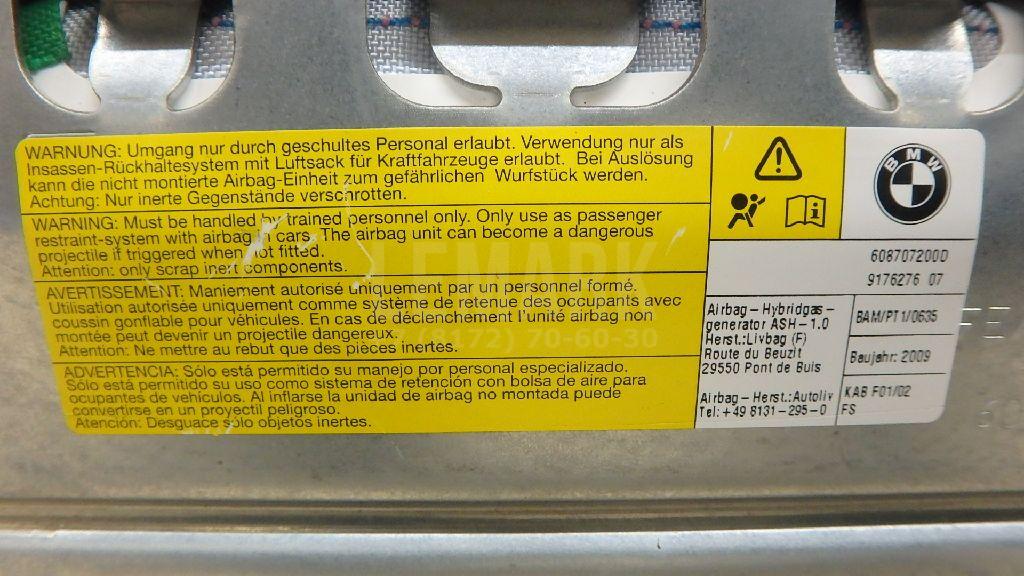 WARNUNG: Umgang nur durch geschultes Personal erlaubt. Verwendung nur als
Insassen-Rückhaltesystem mit Luftsack für Kraftfahrzeuge erlaubt. Bei Auslösung
kann die nicht montierte Airbag-Einheit zum gefährlichen Wurfstück werden.
Achtung: Nur inerte Gegenstände verschrotten.
WARNING: Must be handled by trained personnel only. Only use as passenger
restraint-system with airbag in cars. The airbag unit can become a dangerous
projectile if triggered when not fitted.
Attention: only scrap inert components.
AVERTISSEMENT: Maniement autorisé uniquement par un personnel formé.
Utilisation autorisée uniquement comme système de retenue des occupants avec
coussin gonflable pour véhicules. En cas de déclenchement l'unité airbag non
montée peut devenir un projectile dangereux.
Attention: Ne mettre au rebut que des pièces inertes.
ADVERTENCIA: Sólo está permitido su manejo por personal especializado.
Sólo está permitido su uso como sistema de retención con bolsa de aire para
ocupantes de vehículos. Al inflarse la unidad de airbag no montada puede
convertirse en un proyectil peligroso.
Atención: Desguace sólo objetos inertes.
BMW
608707200D
9176276 07
Airbag-Hybridgas-
generator ASH-1.0
Herst.:Livbag (F)
Route du Beuzit
29550 Pont de Buis
Airbag-Herst.:Autoliv
Tel:+49 8131-295-0
BAM/PT1/0635
Baujahr: 2009
KAB F01/02
FS
LEMARK
(8172) 70-60-30